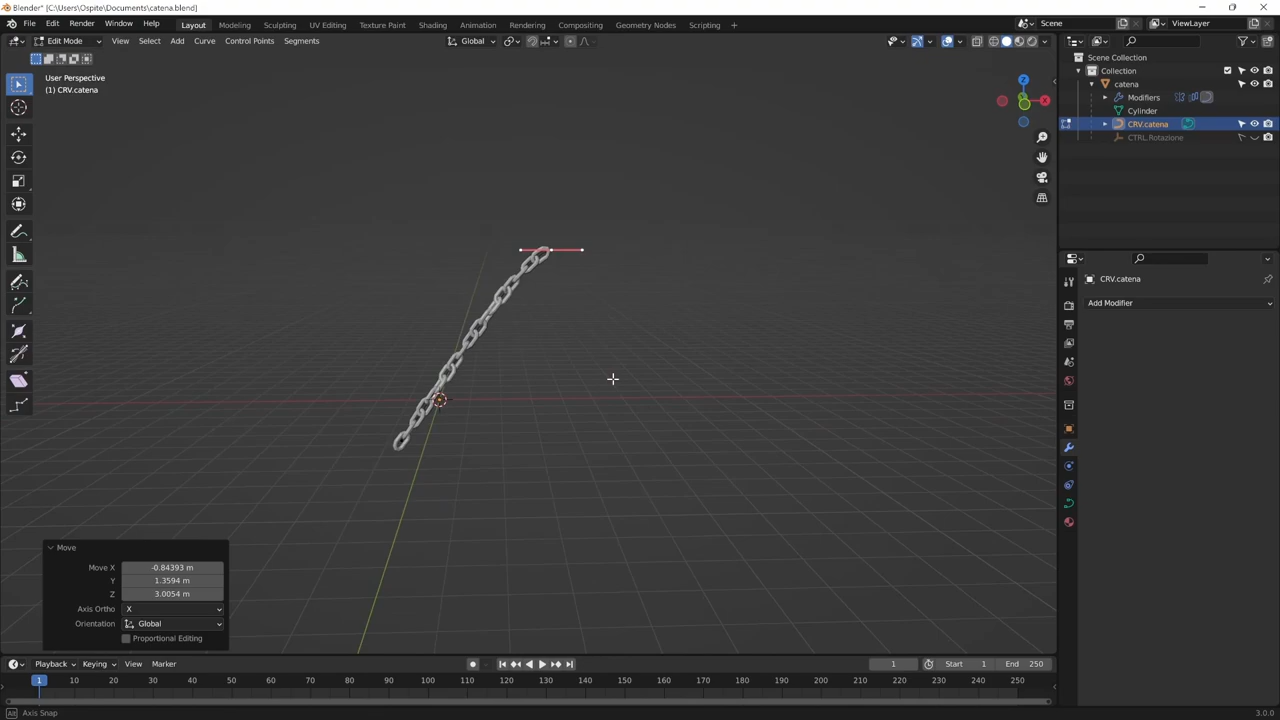 Blender* [C:\Users\Ospite\Documents\catena.blend]
File Edit Render Window Help Layout Modeling Sculpting UV Editing Texture Paint Shading Animation Rendering Compositing Geometry Nodes Scripting + Scene ViewLayer
Edit Mode View Select Add Curve Control Points Segments Global
User Perspective
(1) CRV.catena
Z
X
Scene Collection
Collection
catena
Modifiers
Cylinder
CRV.catena
CTRL.Rotazione
CRV.catena
Add Modifier
Move
Move X -0.84393 m
Y 1.3594 m
Z 3.0054 m
Axis Ortho X
Orientation Global
Proportional Editing
Playback Keying View Marker 1 Start 1 End 250
1 10 20 30 40 50 60 70 80 90 100 110 120 130 140 150 160 170 180 190 200 210 220 230 240 250
Alt Axis Snap 3.0.0